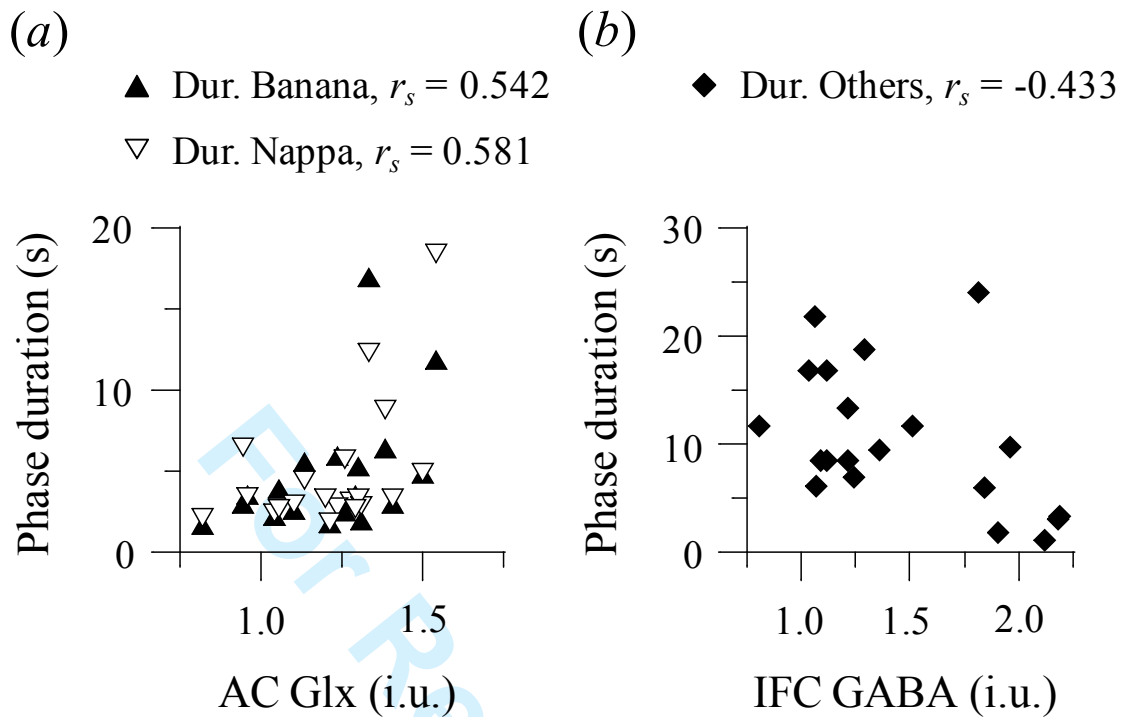 (a)
▲ Dur. Banana, rs = 0.542
▽ Dur. Nappa, rs = 0.581
Phase duration (s)
20
10
0
1.0 1.5
AC Glx (i.u.)
(b)
◆ Dur. Others, rs = -0.433
Phase duration (s)
30
20
10
0
1.0 1.5 2.0
IFC GABA (i.u.)
For Re